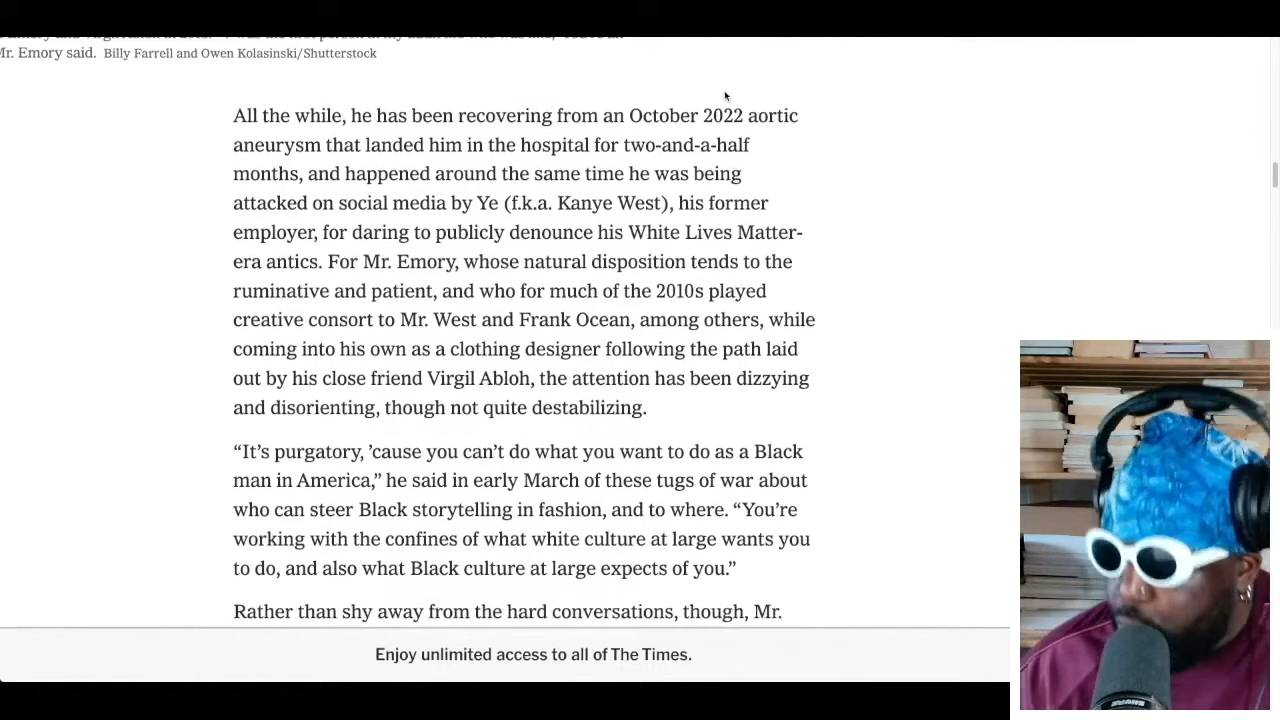 Mr. Emory said. Billy Farrell and Owen Kolasinski/Shutterstock
All the while, he has been recovering from an October 2022 aortic
aneurysm that landed him in the hospital for two-and-a-half
months, and happened around the same time he was being
attacked on social media by Ye (f.k.a. Kanye West), his former
employer, for daring to publicly denounce his White Lives Matter-
era antics. For Mr. Emory, whose natural disposition tends to the
ruminative and patient, and who for much of the 2010s played
creative consort to Mr. West and Frank Ocean, among others, while
coming into his own as a clothing designer following the path laid
out by his close friend Virgil Abloh, the attention has been dizzying
and disorienting, though not quite destabilizing.
“It’s purgatory, ’cause you can’t do what you want to do as a Black
man in America,” he said in early March of these tugs of war about
who can steer Black storytelling in fashion, and to where. “You’re
working with the confines of what white culture at large wants you
to do, and also what Black culture at large expects of you.”
Rather than shy away from the hard conversations, though, Mr.
Enjoy unlimited access to all of The Times.
SHURE